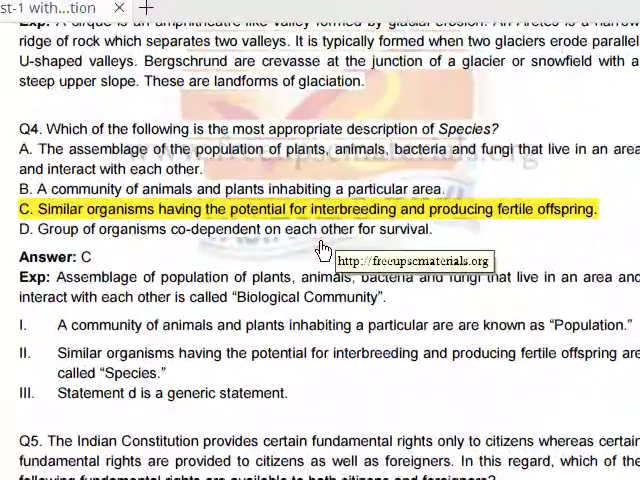 st-1 with...tion × +
Exp: A cirque is an amphitheatre like valley formed by glacial erosion. An Aretes is a narrow
ridge of rock which separates two valleys. It is typically formed when two glaciers erode parallel
U-shaped valleys. Bergschrund are crevasse at the junction of a glacier or snowfield with a
steep upper slope. These are landforms of glaciation.
Q4. Which of the following is the most appropriate description of Species?
A. The assemblage of the population of plants, animals, bacteria and fungi that live in an area
and interact with each other.
B. A community of animals and plants inhabiting a particular area.
C. Similar organisms having the potential for interbreeding and producing fertile offspring.
D. Group of organisms co-dependent on each other for survival.
http://freeupscmaterials.org
Answer: C
Exp: Assemblage of population of plants, animals, bacteria and fungi that live in an area and
interact with each other is called “Biological Community”.
I. A community of animals and plants inhabiting a particular are are known as “Population.”
II. Similar organisms having the potential for interbreeding and producing fertile offspring are
called “Species.”
III. Statement d is a generic statement.
Q5. The Indian Constitution provides certain fundamental rights only to citizens whereas certain
fundamental rights are provided to citizens as well as foreigners. In this regard, which of the
following fundamental rights are available to both citizens and foreigners?